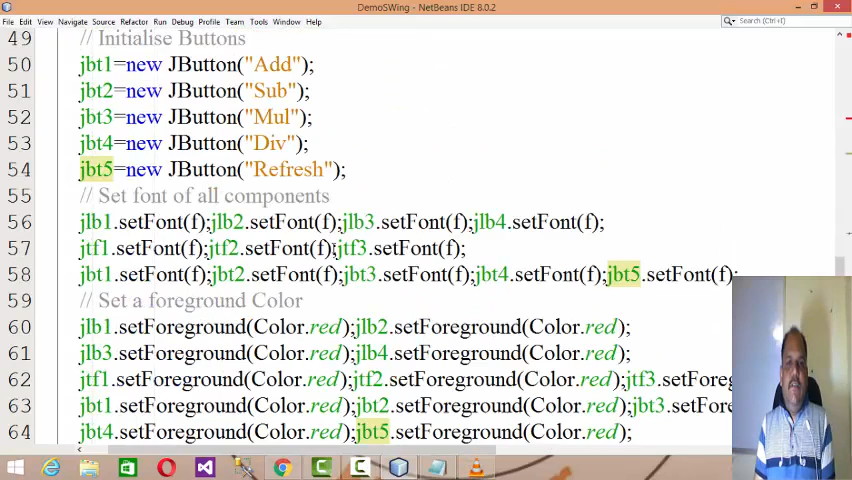 DemoSWing - NetBeans IDE 8.0.2
File Edit View Navigate Source Refactor Run Debug Profile Team Tools Window Help
Search (Ctrl+I)
49 // Initialise Buttons
50 jbt1=new JButton("Add");
51 jbt2=new JButton("Sub");
52 jbt3=new JButton("Mul");
53 jbt4=new JButton("Div");
54 jbt5=new JButton("Refresh");
55 // Set font of all components
56 jlb1.setFont(f);jlb2.setFont(f);jlb3.setFont(f);jlb4.setFont(f);
57 jtf1.setFont(f);jtf2.setFont(f);jtf3.setFont(f);
58 jbt1.setFont(f);jbt2.setFont(f);jbt3.setFont(f);jbt4.setFont(f);jbt5.setFont(f);
59 // Set a foreground Color
60 jlb1.setForeground(Color.red);jlb2.setForeground(Color.red);
61 jlb3.setForeground(Color.red);jlb4.setForeground(Color.red);
62 jtf1.setForeground(Color.red);jtf2.setForeground(Color.red);jtf3.setForeg
63 jbt1.setForeground(Color.red);jbt2.setForeground(Color.red);jbt3.setFore
64 jbt4.setForeground(Color.red);jbt5.setForeground(Color.red);